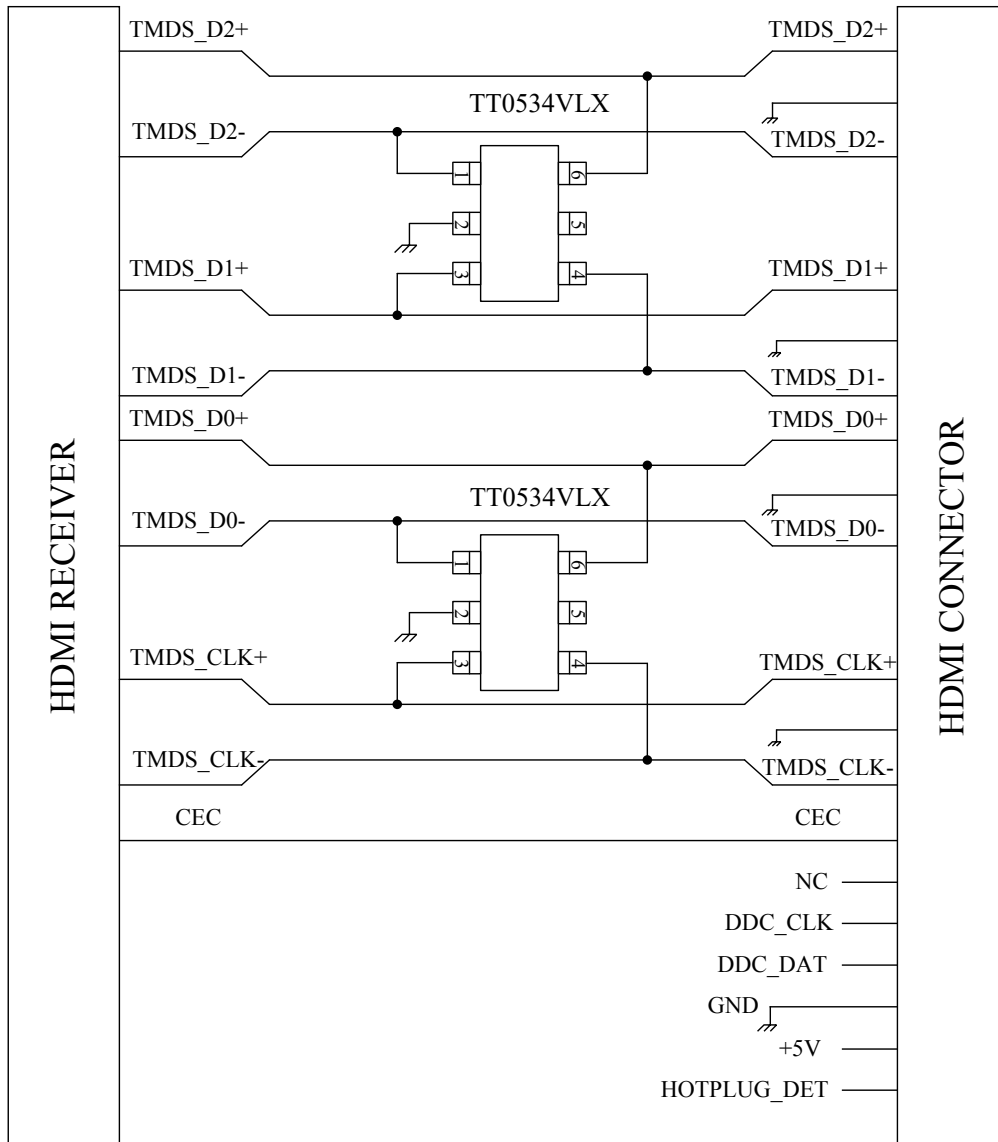 TMDS_D2+
TMDS_D2+
TT0534VLX
TMDS_D2-
TMDS_D2-
1
6
2
5
3
4
TMDS_D1+
TMDS_D1+
TMDS_D1-
TMDS_D1-
TMDS_D0+
TMDS_D0+
TT0534VLX
TMDS_D0-
TMDS_D0-
1
6
2
5
3
4
TMDS_CLK+
TMDS_CLK+
TMDS_CLK-
TMDS_CLK-
CEC
CEC
HDMI RECEIVER
HDMI CONNECTOR
NC
DDC_CLK
DDC_DAT
GND
+5V
HOTPLUG_DET